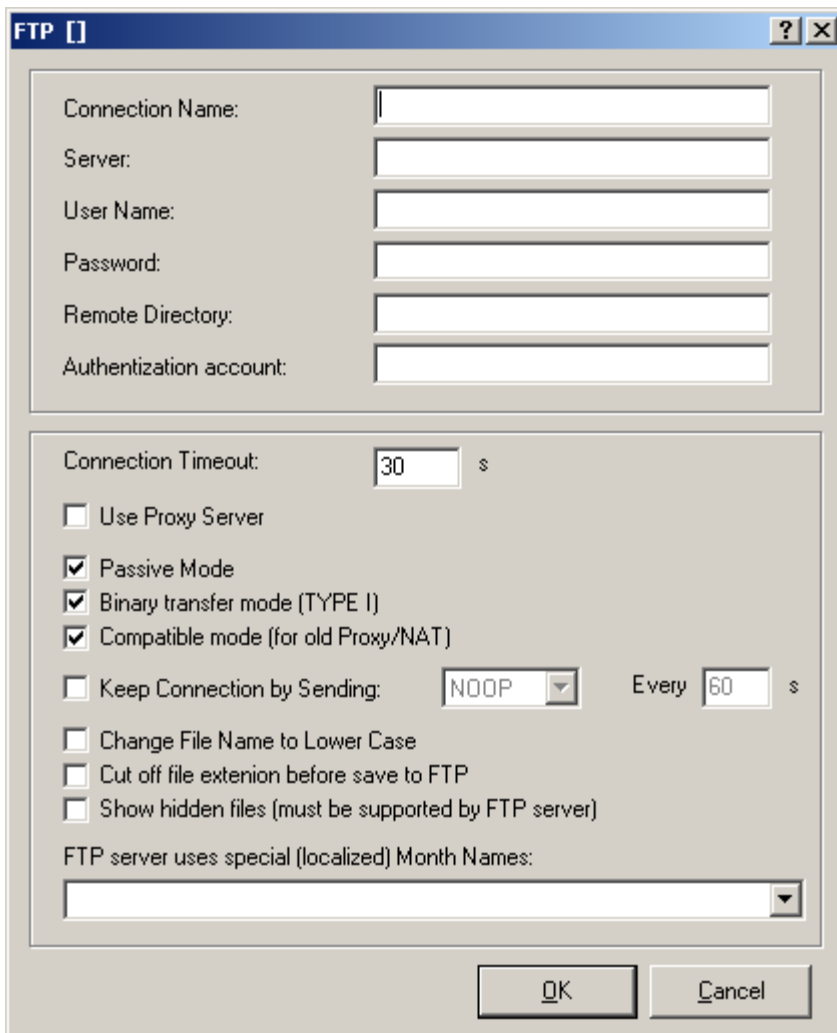 FTP []
Connection Name:
Server:
User Name:
Password:
Remote Directory:
Authentization account:
Connection Timeout: 30 s
Use Proxy Server
Passive Mode
Binary transfer mode (TYPE I)
Compatible mode (for old Proxy/NAT)
Keep Connection by Sending: NOOP Every 60 s
Change File Name to Lower Case
Cut off file extenion before save to FTP
Show hidden files (must be supported by FTP server)
FTP server uses special (localized) Month Names:
OK Cancel